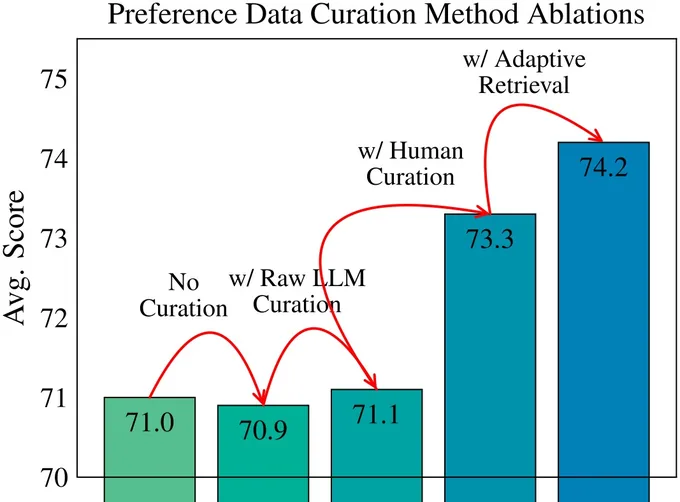 Preference Data Curation Method Ablations
Avg. Score
75
74
73
72
71
70
No
Curation
w/ Raw LLM
Curation
w/ Human
Curation
w/ Adaptive
Retrieval
71.0
70.9
71.1
73.3
74.2